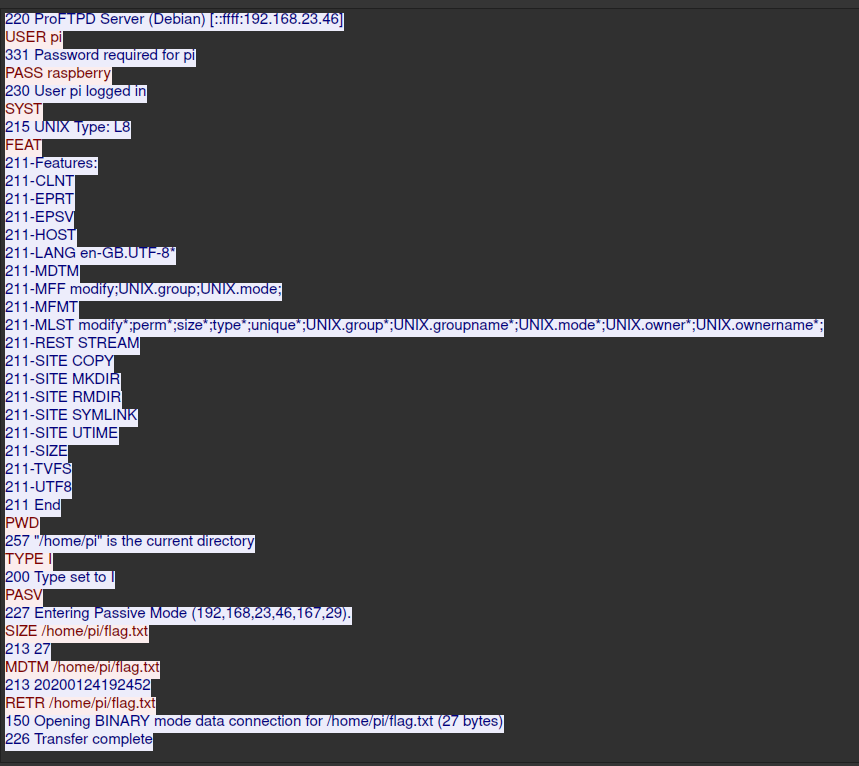 220 ProFTPD Server (Debian) [::ffff:192.168.23.46]
USER pi
331 Password required for pi
PASS raspberry
230 User pi logged in
SYST
215 UNIX Type: L8
FEAT
211-Features:
211-CLNT
211-EPRT
211-EPSV
211-HOST
211-LANG en-GB.UTF-8*
211-MDTM
211-MFF modify;UNIX.group;UNIX.mode;
211-MFMT
211-MLST modify*;perm*;size*;type*;unique*;UNIX.group*;UNIX.groupname*;UNIX.mode*;UNIX.owner*;UNIX.ownername*;
211-REST STREAM
211-SITE COPY
211-SITE MKDIR
211-SITE RMDIR
211-SITE SYMLINK
211-SITE UTIME
211-SIZE
211-TVFS
211-UTF8
211 End
PWD
257 "/home/pi" is the current directory
TYPE I
200 Type set to I
PASV
227 Entering Passive Mode (192,168,23,46,167,29).
SIZE /home/pi/flag.txt
213 27
MDTM /home/pi/flag.txt
213 20200124192452
RETR /home/pi/flag.txt
150 Opening BINARY mode data connection for /home/pi/flag.txt (27 bytes)
226 Transfer complete